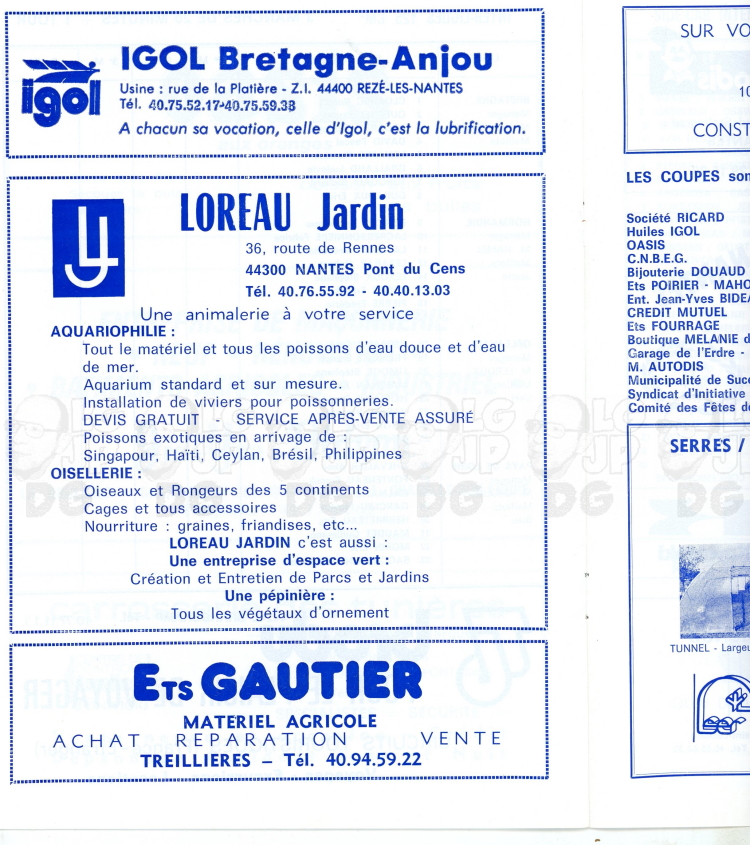 IGOL Bretagne-Anjou
igol
Usine : rue de la Platière - Z.I. 44400 REZÉ-LES-NANTES
Tél. 40.75.52.17-40.75.59.38
A chacun sa vocation, celle d'Igol, c'est la lubrification.
LOREAU Jardin
36, route de Rennes
44300 NANTES Pont du Cens
Tél. 40.76.55.92 - 40.40.13.03
Une animalerie à votre service
AQUARIOPHILIE :
Tout le matériel et tous les poissons d'eau douce et d'eau
de mer.
Aquarium standard et sur mesure.
Installation de viviers pour poissonneries.
DEVIS GRATUIT - SERVICE APRÈS-VENTE ASSURÉ
Poissons exotiques en arrivage de :
Singapour, Haïti, Ceylan, Brésil, Philippines
OISELLERIE :
Oiseaux et Rongeurs des 5 continents
Cages et tous accessoires
Nourriture : graines, friandises, etc...
LOREAU JARDIN c'est aussi :
Une entreprise d'espace vert :
Création et Entretien de Parcs et Jardins
Une pépinière :
Tous les végétaux d'ornement
ETS GAUTIER
MATERIEL AGRICOLE
ACHAT REPARATION VENTE
TREILLIERES – Tél. 40.94.59.22
SUR VO
10
CONST
LES COUPES son
Société RICARD
Huiles IGOL
OASIS
C.N.B.E.G.
Bijouterie DOUAUD
Ets POIRIER - MAHO
Ent. Jean-Yves BIDEA
CREDIT MUTUEL
Ets FOURRAGE
Boutique MELANIE d
Garage de l'Erdre -
M. AUTODIS
Municipalité de Suce
Syndicat d'Initiative
Comité des Fêtes de
SERRES /
TUNNEL - Largeu